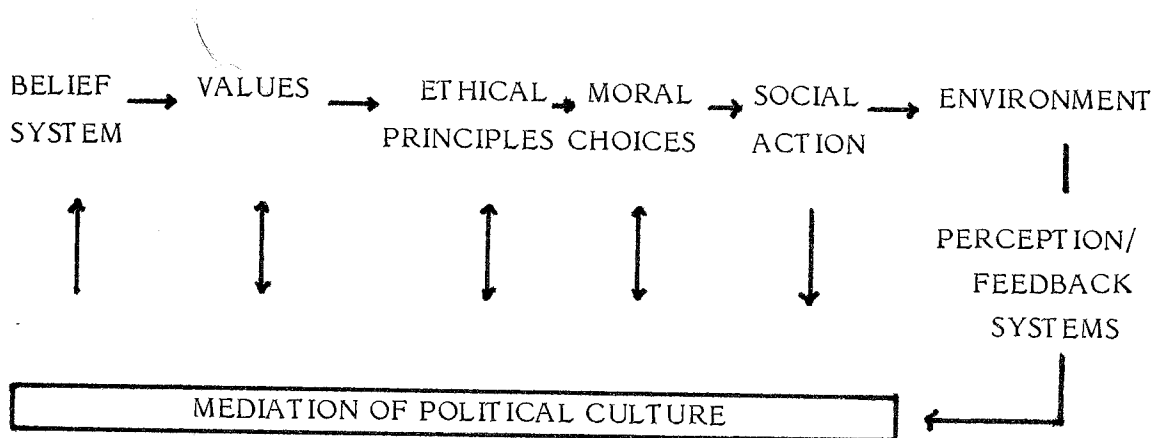 BELIEF
SYSTEM
VALUES
ETHICAL
PRINCIPLES
MORAL
CHOICES
SOCIAL
ACTION
ENVIRONMENT
PERCEPTION/
FEEDBACK
SYSTEMS
MEDIATION OF POLITICAL CULTURE